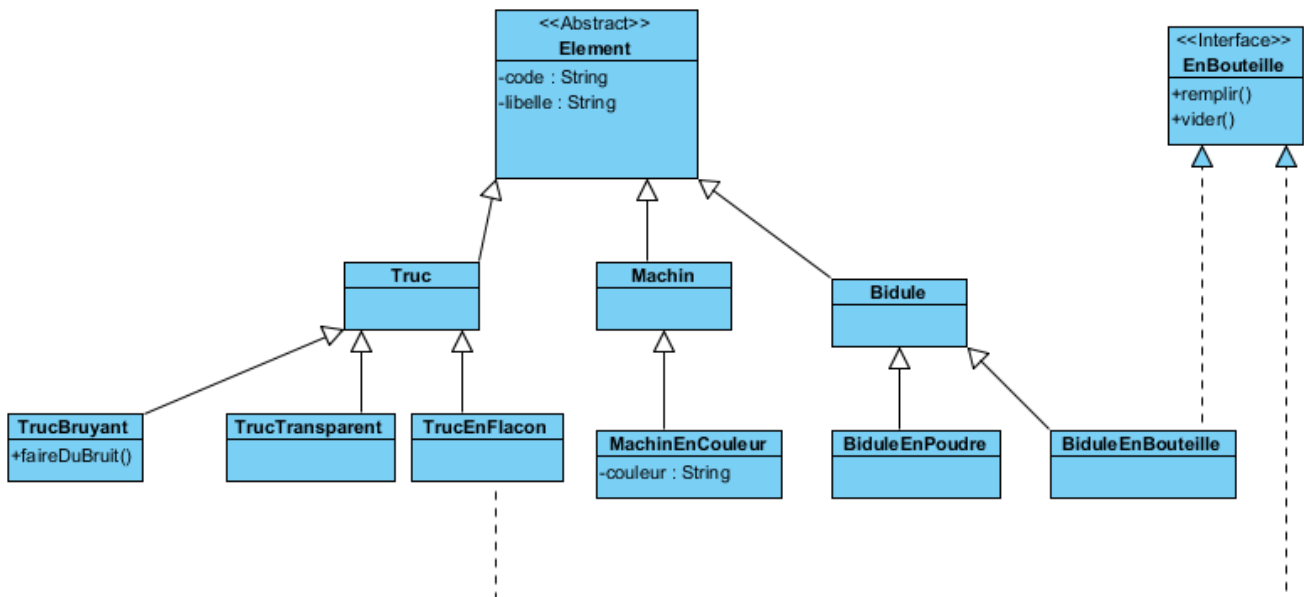 <<Abstract>>
Element
-code : String
-libelle : String
<<Interface>>
EnBouteille
+remplir()
+vider()
Truc
Machin
Bidule
TrucBruyant
+faireDuBruit()
TrucTransparent
TrucEnFlacon
MachinEnCouleur
-couleur : String
BiduleEnPoudre
BiduleEnBouteille